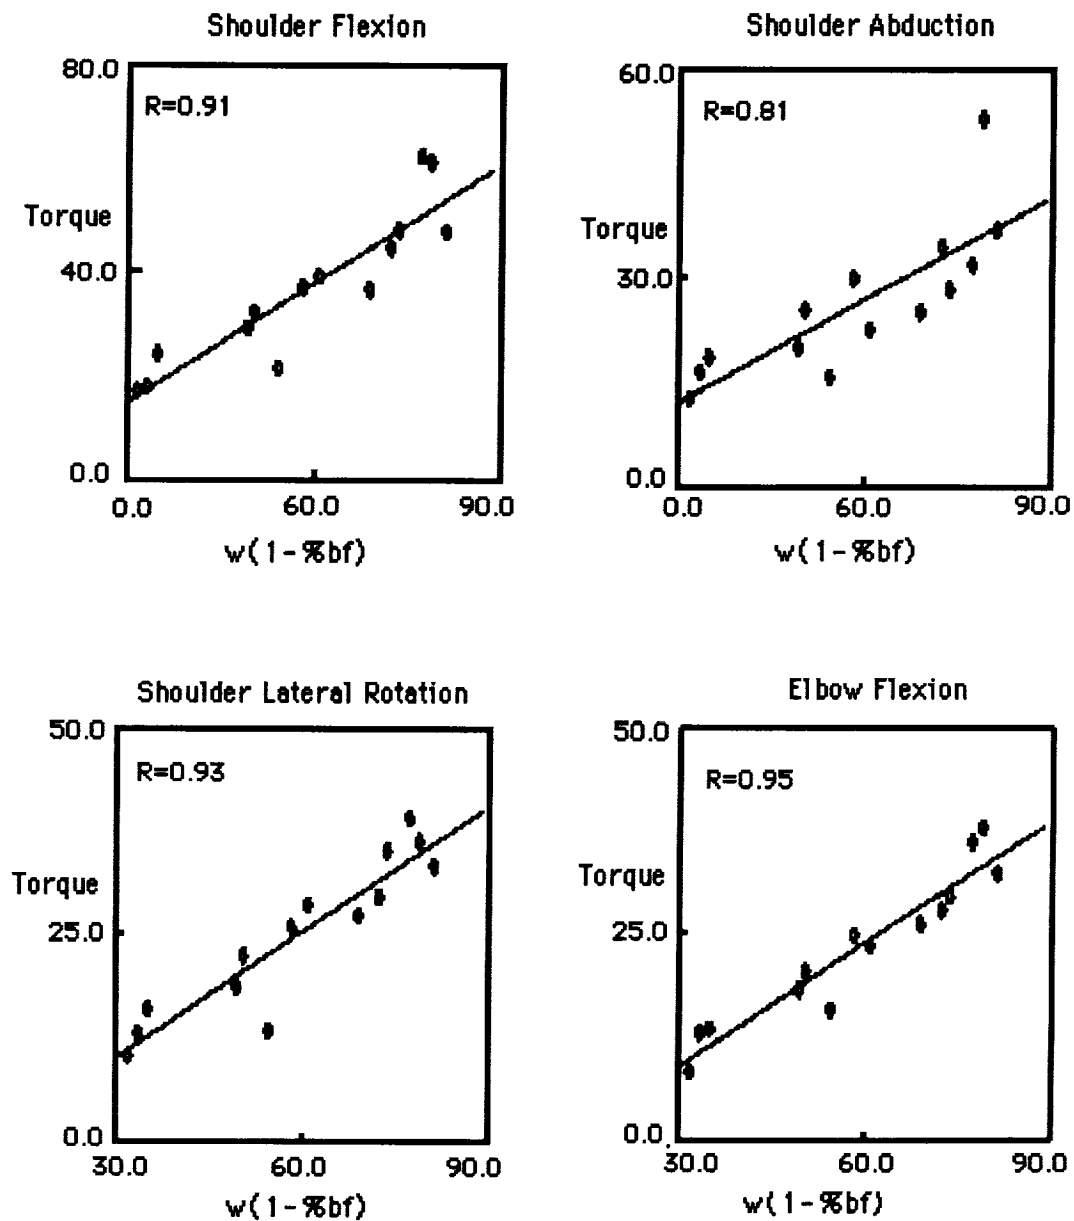 Shoulder Flexion
80.0
R=0.91
Torque
40.0
0.0
0.0 60.0 90.0
w(1-%bf)
Shoulder Abduction
60.0
R=0.81
Torque
30.0
0.0
0.0 60.0 90.0
w(1-%bf)
Shoulder Lateral Rotation
50.0
R=0.93
Torque
25.0
0.0
30.0 60.0 90.0
w(1-%bf)
Elbow Flexion
50.0
R=0.95
Torque
25.0
0.0
30.0 60.0 90.0
w(1-%bf)